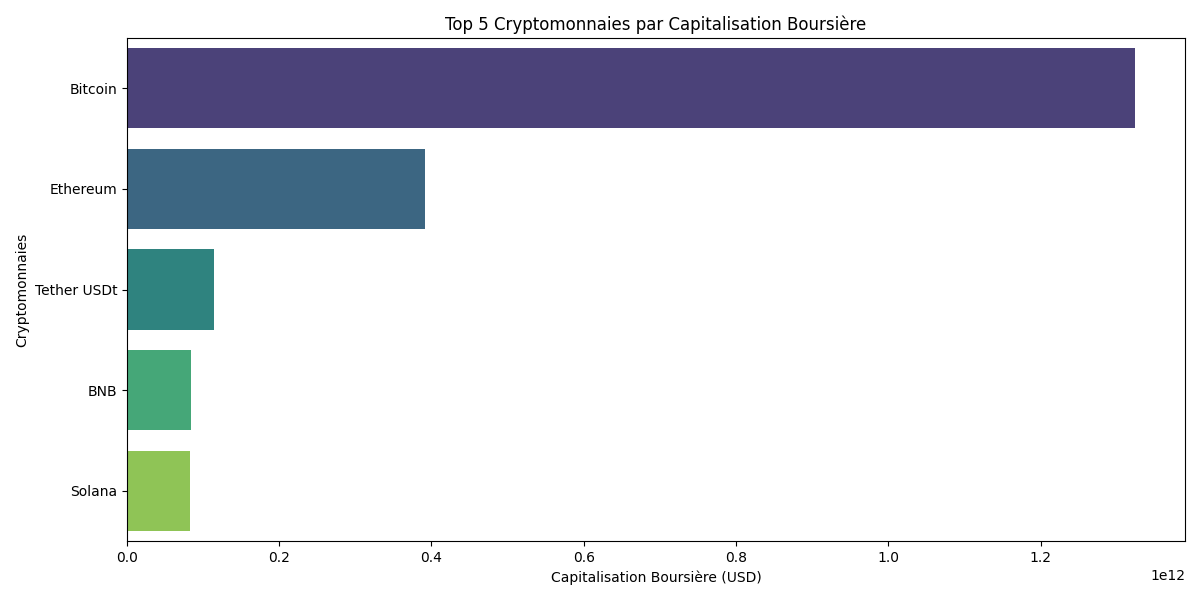 Top 5 Cryptomonnaies par Capitalisation Boursière
Cryptomonnaies
Bitcoin
Ethereum
Tether USDt
BNB
Solana
0.0 0.2 0.4 0.6 0.8 1.0 1.2
1e12
Capitalisation Boursière (USD)